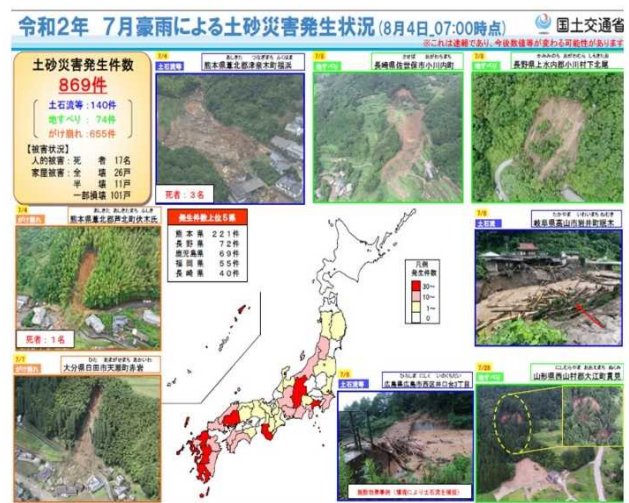 令和2年 7月豪雨による土砂災害発生状況(8月4日_07:00時点)
国土交通省
※これは速報であり、今後数値等が変わる可能性があります
土砂災害発生件数
869件
土石流等:140件
地すべり: 74件
がけ崩れ:655件
【被害状況】
人的被害:死 者 17名
家屋被害:全 壊 26戸
半 壊 11戸
一部損壊 101戸
土石流等
熊本県葦北郡津奈木町福浜
死者:3名
地すべり
長崎県佐世保市小川内町
地すべり
長野県上水内郡小川村下北尾
がけ崩れ
熊本県葦北郡芦北町伏木氏
死者:1名
発生件数上位5県
熊本県 221件
長野県 72件
鹿児島県 69件
福岡県 55件
長崎県 40件
凡例
発生件数
30~
10~
1~
0
7/8
土石流
岐阜県高山市岩井町
7/7
がけ崩れ
大分県日田市天瀬町赤岩
土石流等
広島県広島市西区井口台3丁目
7/28
地すべり
山形県西村山郡大江町貫見